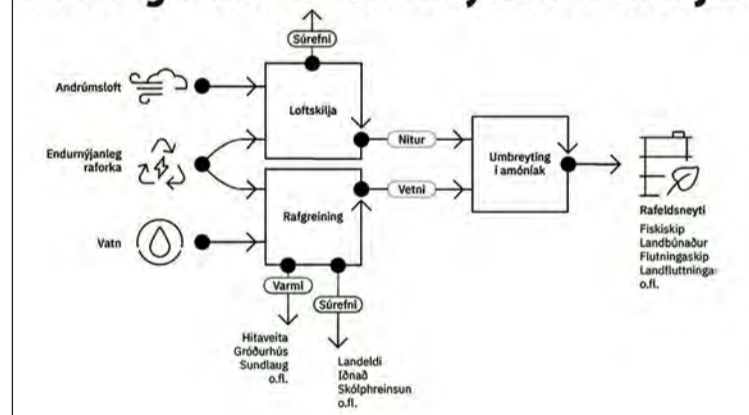 Súrefni
Andrúmsloft
Loftskilja
Endurnýjanleg
raforka
Nitur
Umbreyting
í amóníak
Vetni
Rafgreining
Vatn
Rafeldsneyti
Fiskiskip
Landbúnaður
Flutningaskip
Landfluttninga
o.fl.
Varmi
Súrefni
Hitaveita
Gróðurhús
Sundlaug
o.fl.
Landeldi
Iðnað
Skólphreinsun
o.fl.